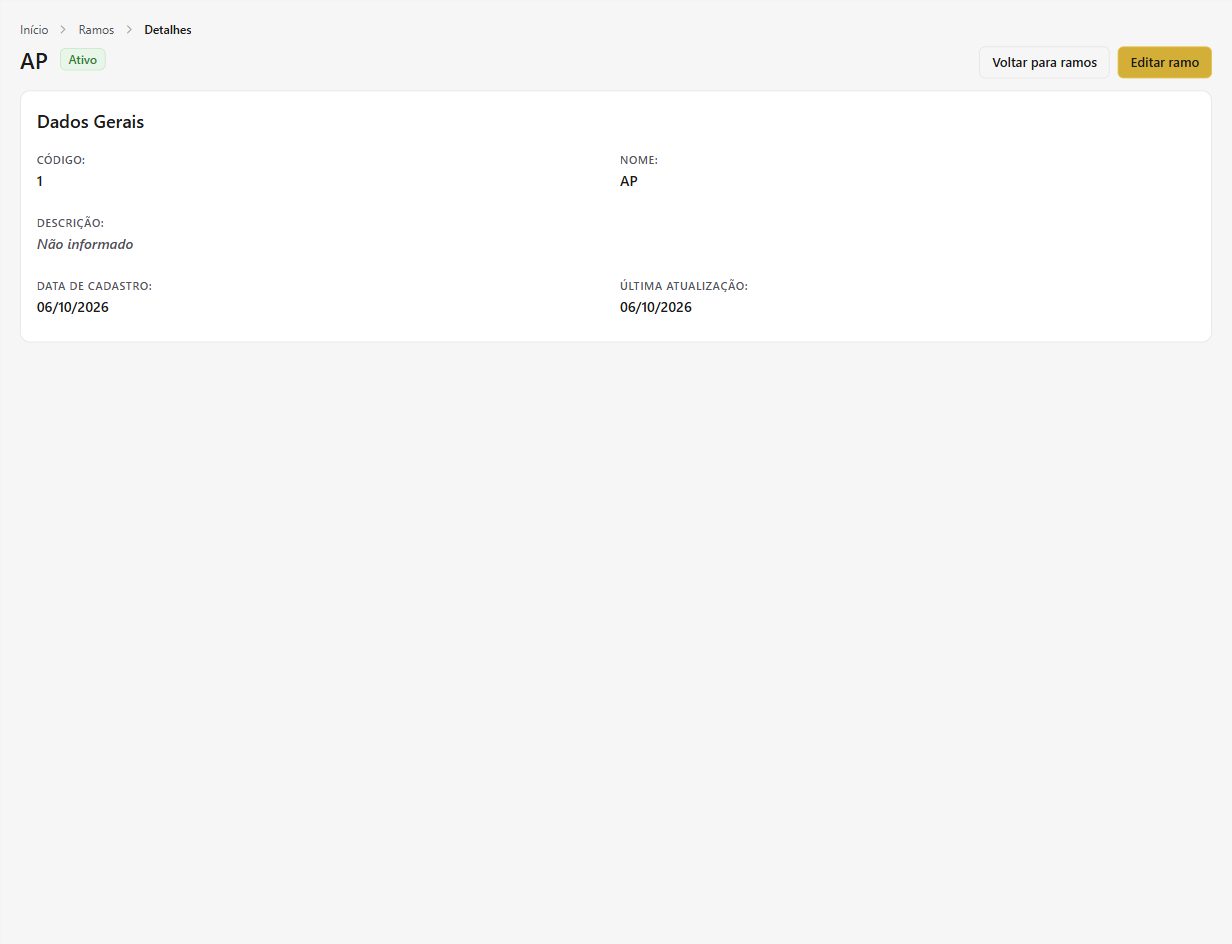 Início > Ramos > Detalhes
AP Ativo Voltar para ramos Editar ramo
Dados Gerais
CÓDIGO: NOME:
1 AP
DESCRIÇÃO:
Não informado
DATA DE CADASTRO: ÚLTIMA ATUALIZAÇÃO:
06/10/2026 06/10/2026